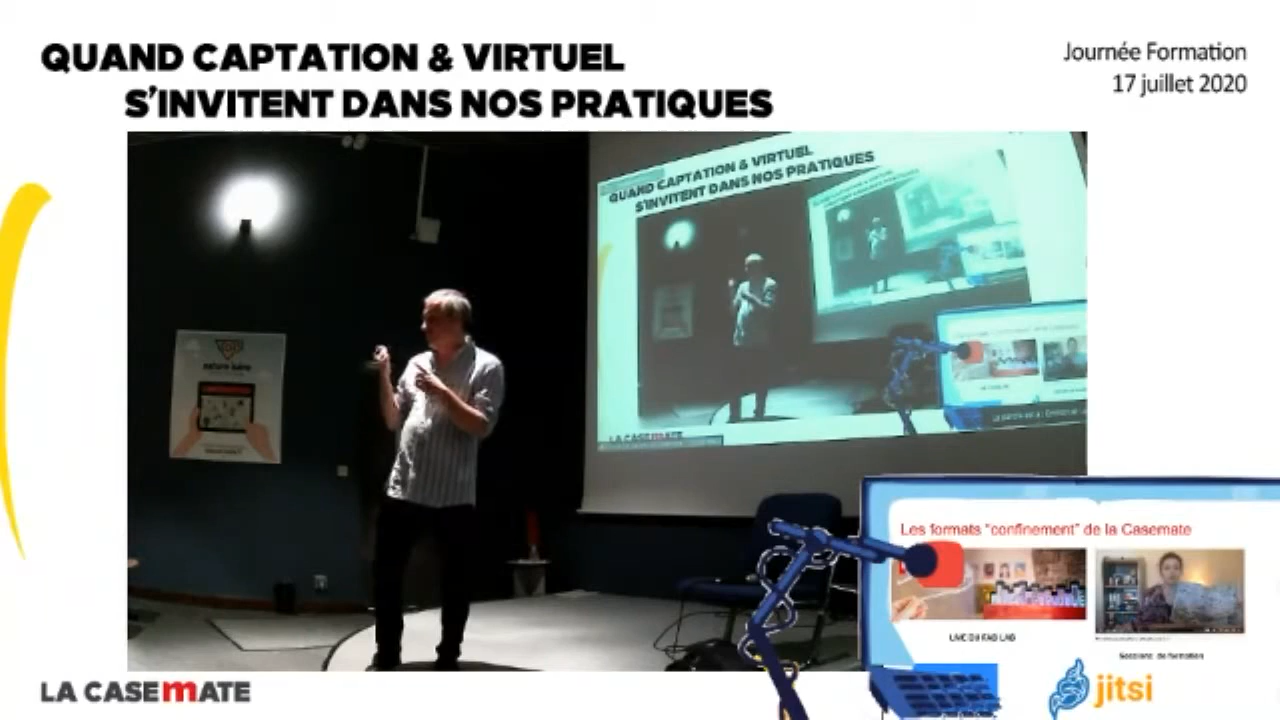 QUAND CAPTATION & VIRTUEL
S'INVITENT DANS NOS PRATIQUES
Journée Formation
17 juillet 2020
QUAND CAPTATION & VIRTUEL
S'INVITENT DANS NOS PRATIQUES
LA CASEMATE
Les formats "confinement" de la Casemate
LIVE DU FAB LAB
Sessions de formation
LA CASEMATE
jitsi